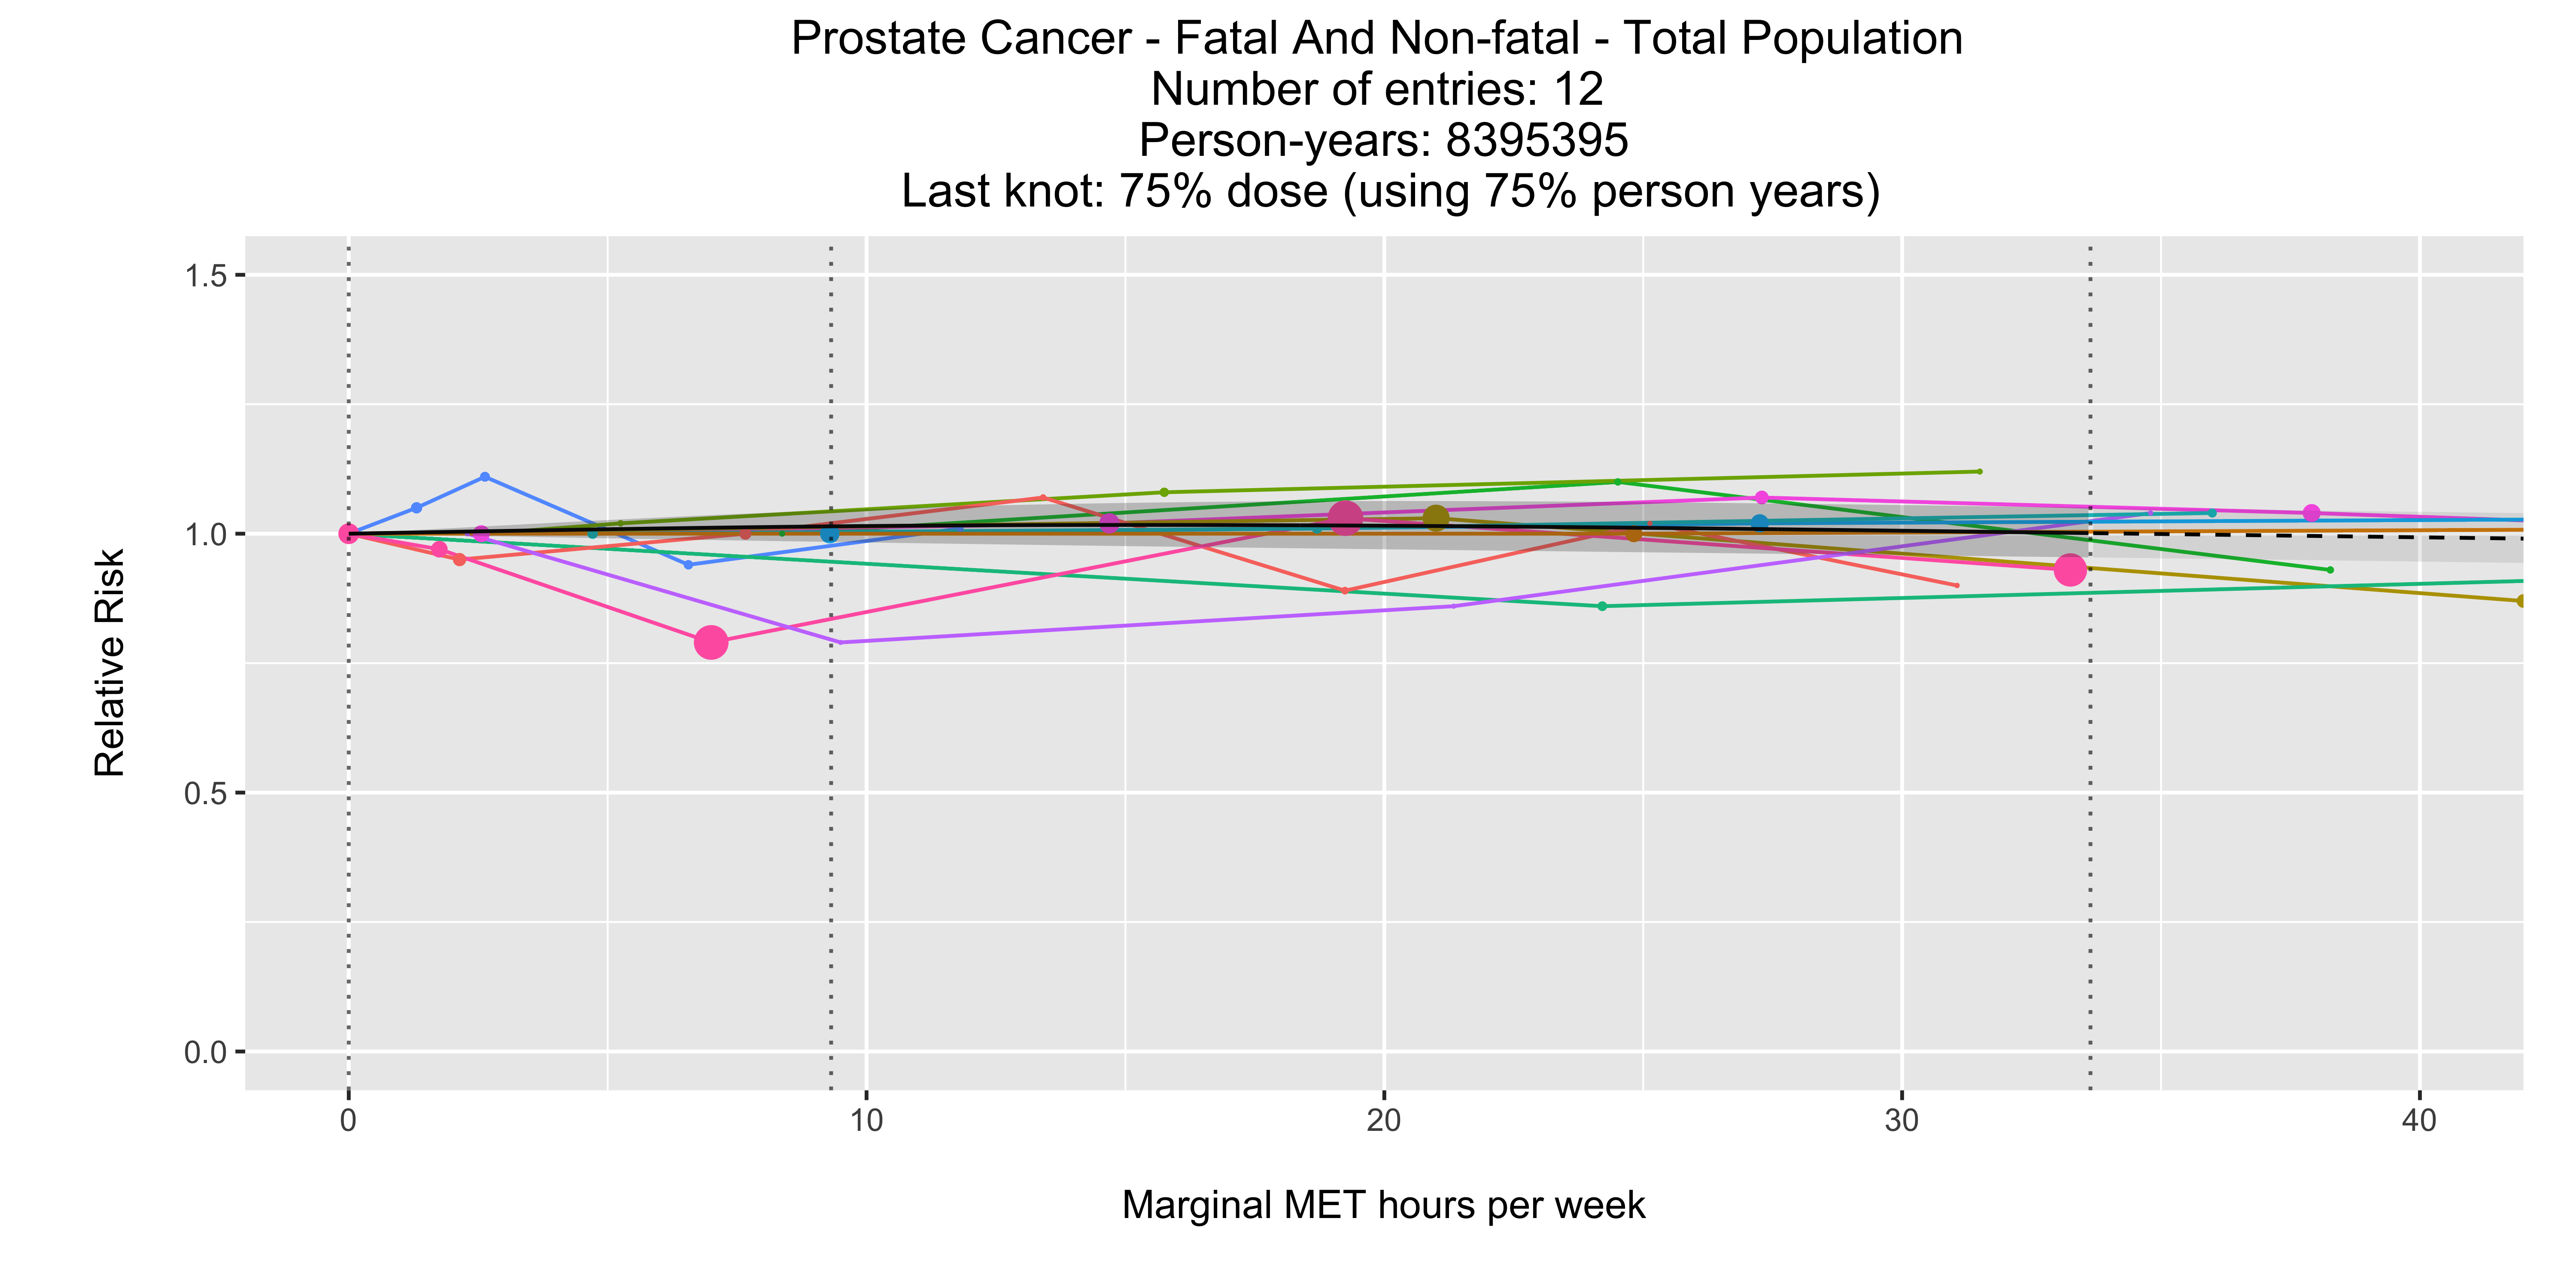 Prostate Cancer - Fatal And Non-fatal - Total Population
Number of entries: 12
Person-years: 8395395
Last knot: 75% dose (using 75% person years)
1.5
1.0
0.5
0.0
Relative Risk
0 10 20 30 40
Marginal MET hours per week